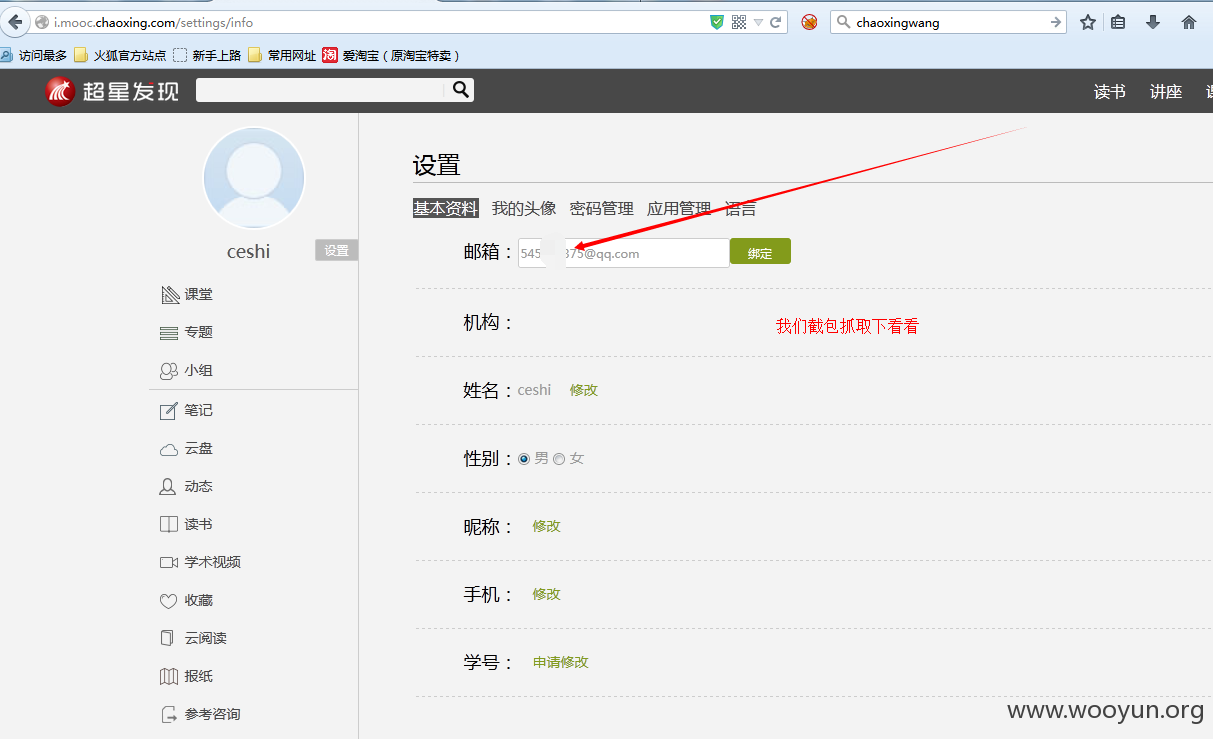 i.mooc.chaoxing.com/settings/info
chaoxingwang
访问最多 火狐官方站点 新手上路 常用网址 淘 爱淘宝（原淘宝特卖）
超星发现
读书 讲座
设置
基本资料 我的头像 密码管理 应用管理 语言
邮箱： 545 375@qq.com 绑定
ceshi 设置
课堂
机构：
我们截包抓取下看看
专题
小组
姓名： ceshi 修改
笔记
云盘
性别： 男 女
动态
读书
昵称： 修改
学术视频
收藏
手机： 修改
云阅读
学号： 申请修改
报纸
参考咨询
www.wooyun.org